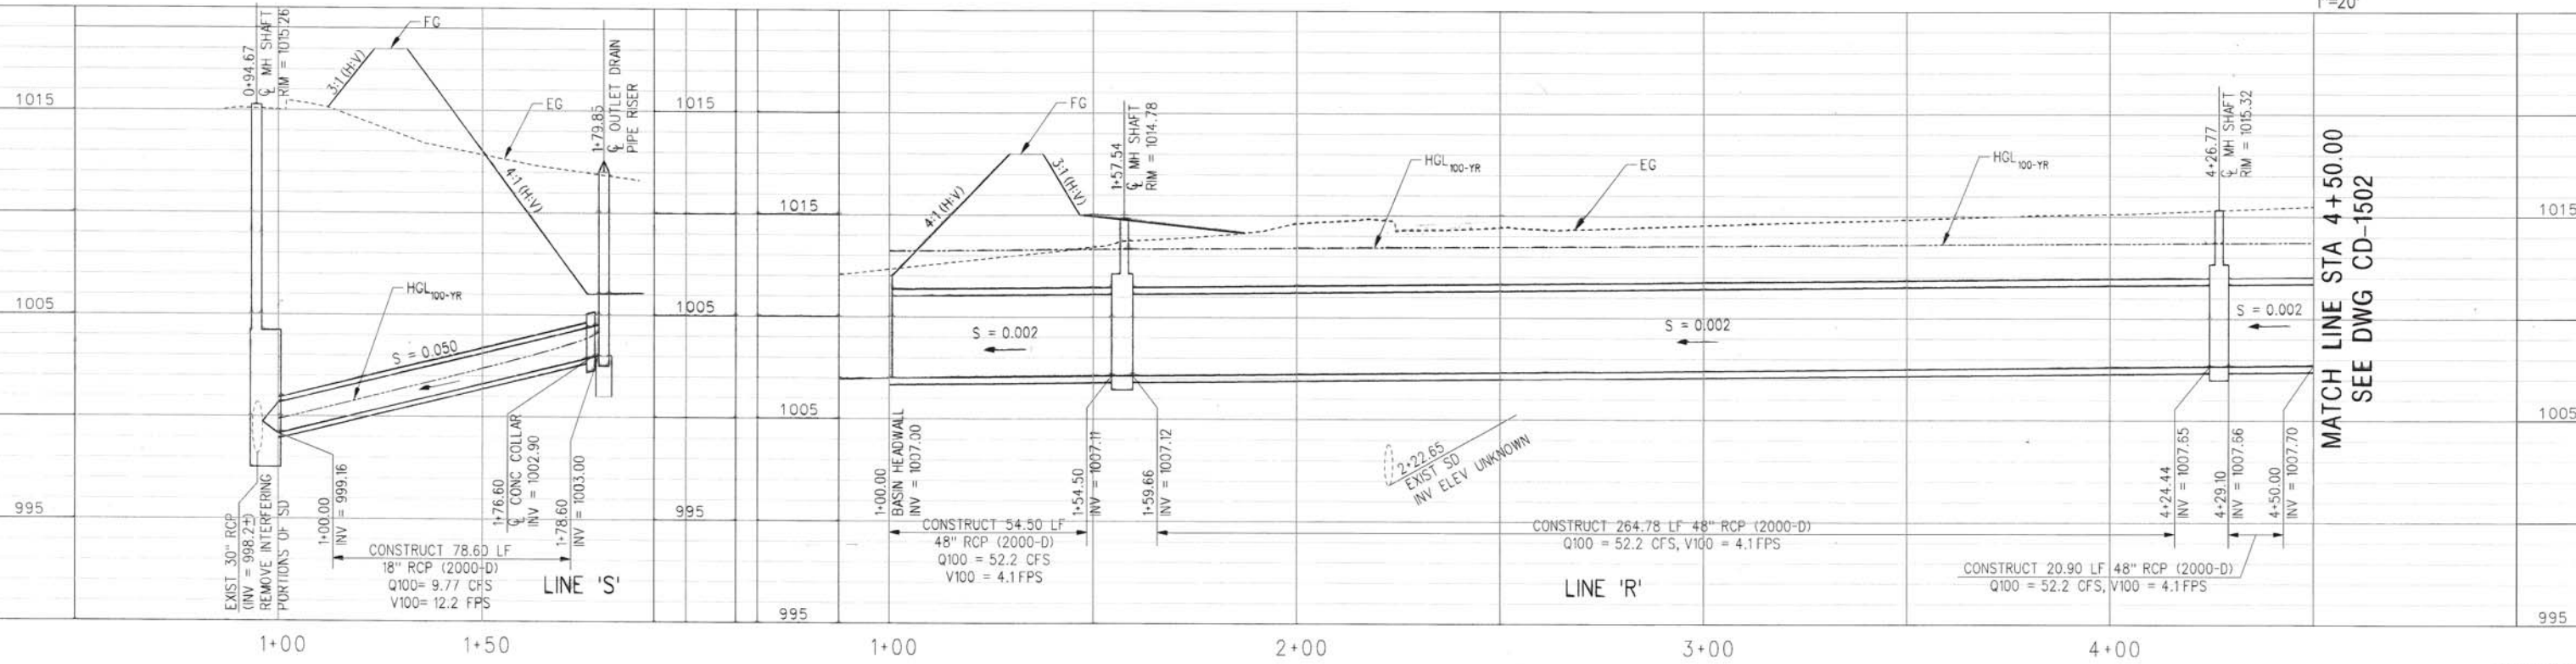 1"=20'
1015
1005
995
0+94.67
℄ MH SHAFT
RIM = 1015.26
3:1 (H:V)
FG
EG
4:1 (H:V)
1+79.85
℄ OUTLET DRAIN
PIPE RISER
HGL100-YR
S = 0.050
EXIST 30" RCP
(INV = 998.2±)
REMOVE INTERFERING
PORTIONS OF SD
1+00.00
INV = 999.16
CONSTRUCT 78.60 LF
18" RCP (2000-D)
Q100= 9.77 CFS
V100= 12.2 FPS
1+76.60
℄ CONC COLLAR
INV = 1002.90
1+78.60
INV = 1003.00
LINE 'S'
1+00
1+50
1015
1005
995
1015
1005
995
4:1 (H:V)
FG
3:1 (H:V)
1+57.54
℄ MH SHAFT
RIM = 1014.78
HGL100-YR
EG
HGL100-YR
4+26.77
℄ MH SHAFT
RIM = 1015.32
S = 0.002
S = 0.002
S = 0.002
1+00.00
BASIN HEADWALL
INV = 1007.00
1+54.50
INV = 1007.11
1+59.66
INV = 1007.12
2+22.65
EXIST SD
INV ELEV UNKNOWN
4+24.44
INV = 1007.65
4+29.10
INV = 1007.66
4+50.00
INV = 1007.70
CONSTRUCT 54.50 LF
48" RCP (2000-D)
Q100 = 52.2 CFS
V100 = 4.1 FPS
CONSTRUCT 264.78 LF 48" RCP (2000-D)
Q100 = 52.2 CFS, V100 = 4.1 FPS
CONSTRUCT 20.90 LF 48" RCP (2000-D)
Q100 = 52.2 CFS, V100 = 4.1 FPS
LINE 'R'
1+00
2+00
3+00
4+00
MATCH LINE STA 4+50.00
SEE DWG CD-1502
1015
1005
995